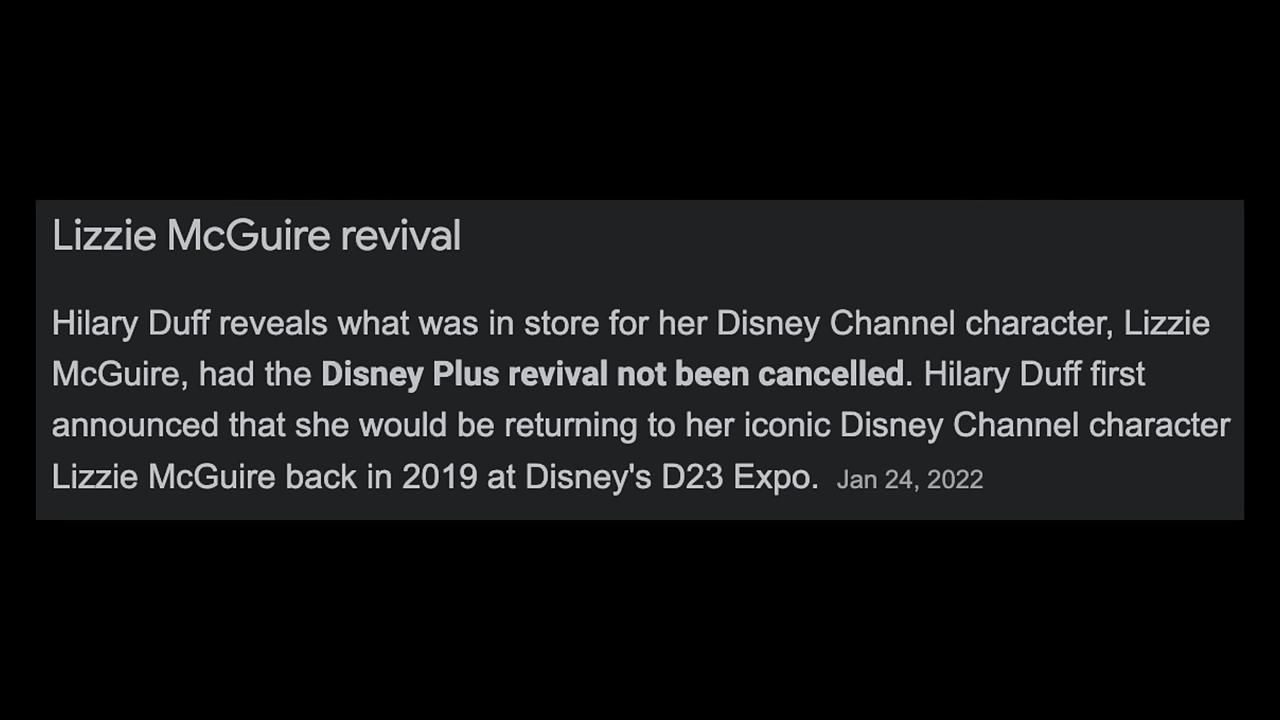 Lizzie McGuire revival
Hilary Duff reveals what was in store for her Disney Channel character, Lizzie
McGuire, had the Disney Plus revival not been cancelled. Hilary Duff first
announced that she would be returning to her iconic Disney Channel character
Lizzie McGuire back in 2019 at Disney's D23 Expo. Jan 24, 2022